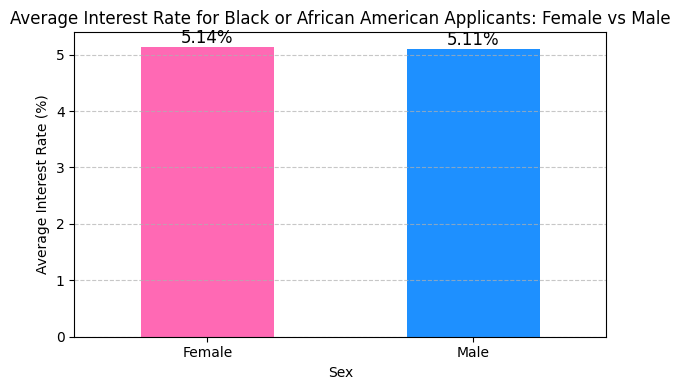 Average Interest Rate for Black or African American Applicants: Female vs Male
5.14%
5.11%
5
4
3
2
1
0
Average Interest Rate (%)
Female
Male
Sex